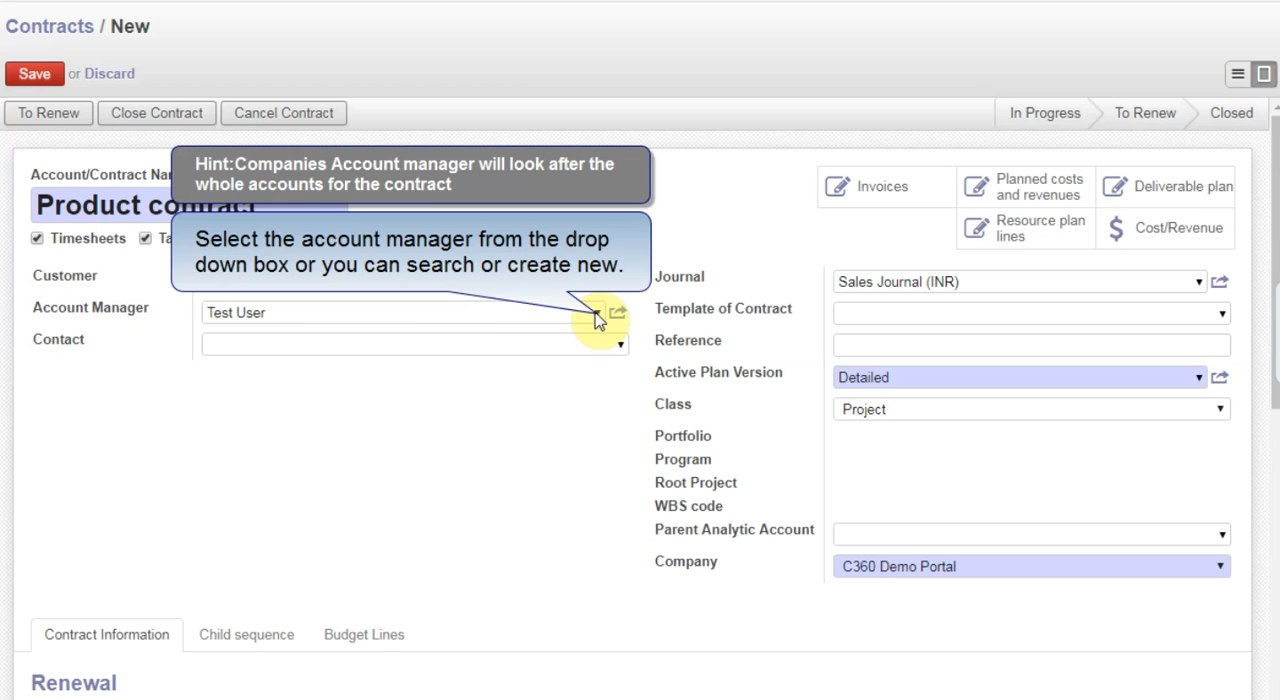 Contracts / New
Save or Discard
To Renew Close Contract Cancel Contract In Progress To Renew Closed
Hint:Companies Account manager will look after the
whole accounts for the contract
Account/Contract
Product
Timesheets
Select the account manager from the drop
down box or you can search or create new.
Invoices
Planned costs
and revenues
Deliverable plan
Resource plan
lines
Cost/Revenue
Customer
Account Manager Test User
Contact
Journal Sales Journal (INR)
Template of Contract
Reference
Active Plan Version Detailed
Class Project
Portfolio
Program
Root Project
WBS code
Parent Analytic Account
Company C360 Demo Portal
Contract Information Child sequence Budget Lines
Renewal